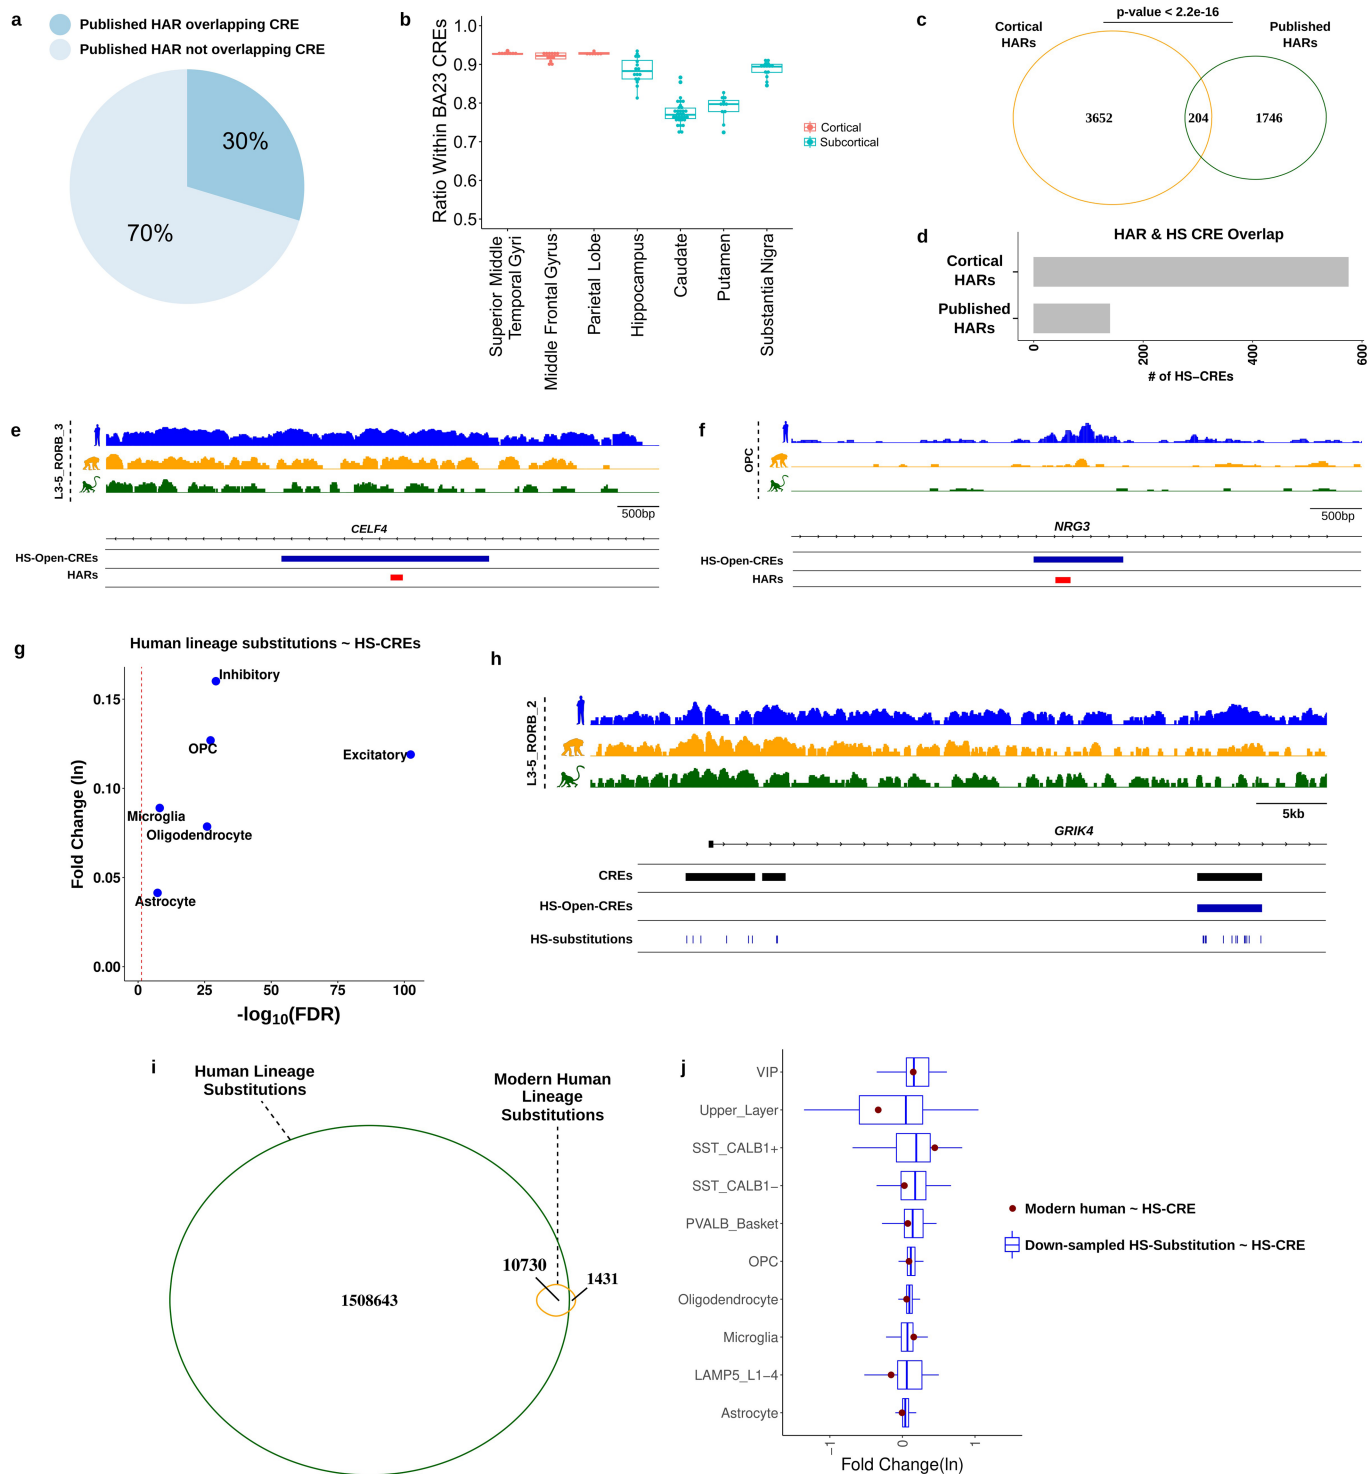 a
Published HAR overlapping CRE
Published HAR not overlapping CRE
30%
70%
b
Ratio Within BA23 CREs
1.0
0.9
0.8
0.7
0.6
0.5
Superior Middle
Temporal Gyri
Middle Frontal Gyrus
Parietal Lobe
Hippocampus
Caudate
Putamen
Substantia Nigra
Cortical
Subcortical
c
p-value < 2.2e-16
Cortical
HARs
Published
HARs
3652
204
1746
d
HAR & HS CRE Overlap
Cortical
HARs
Published
HARs
0
200
400
600
# of HS−CREs
e
L3-5_RORB_3
500bp
CELF4
HS-Open-CREs
HARs
f
OPC
500bp
NRG3
HS-Open-CREs
HARs
g
Human lineage substitutions ~ HS-CREs
Fold Change (ln)
0.15
0.10
0.05
0.00
Inhibitory
OPC
Excitatory
Microglia
Oligodendrocyte
Astrocyte
0
25
50
75
100
-log10(FDR)
h
L3-5_RORB_2
5kb
GRIK4
CREs
HS-Open-CREs
HS-substitutions
i
Human Lineage
Substitutions
Modern Human
Lineage
Substitutions
1508643
10730
1431
j
VIP
Upper_Layer
SST_CALB1+
SST_CALB1−
PVALB_Basket
OPC
Oligodendrocyte
Microglia
LAMP5_L1−4
Astrocyte
−1
0
1
Fold Change(ln)
Modern human ~ HS-CRE
Down-sampled HS-Substitution ~ HS-CRE